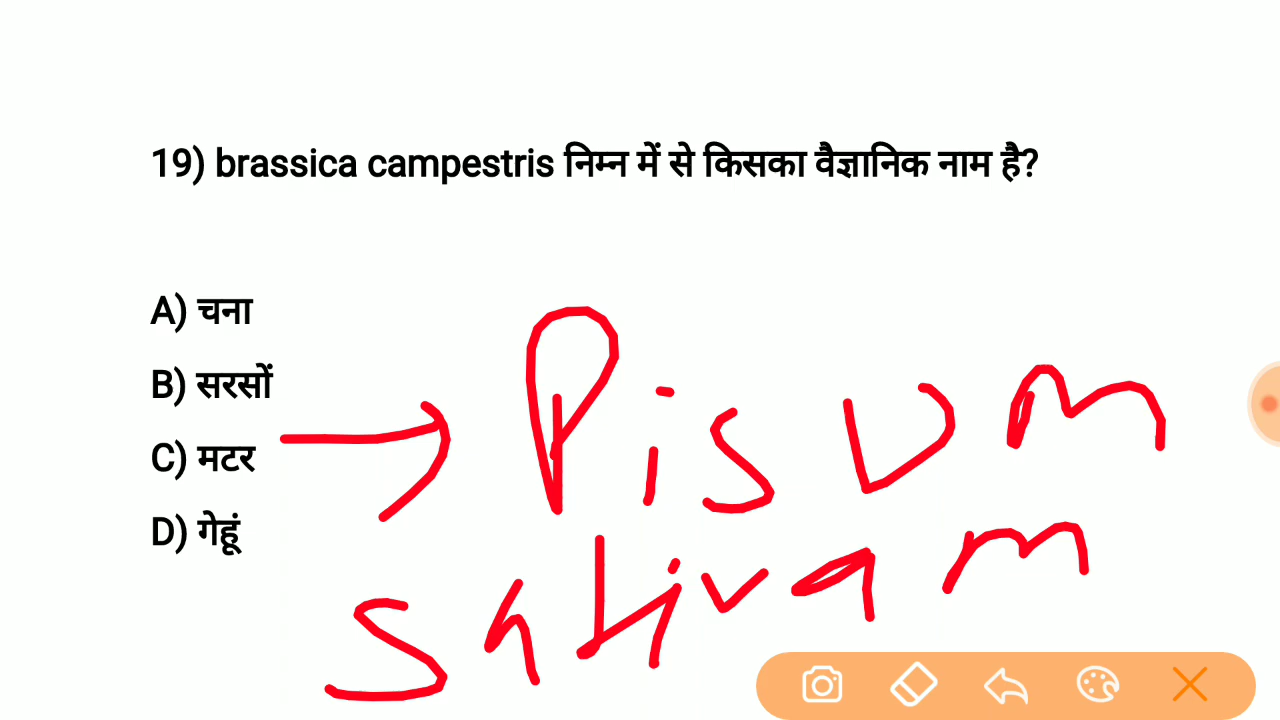 19) brassica campestris निम्न में से किसका वैज्ञानिक नाम है?
A) चना
B) सरसों
C) मटर
D) गेहूं
Pisum
Sativam